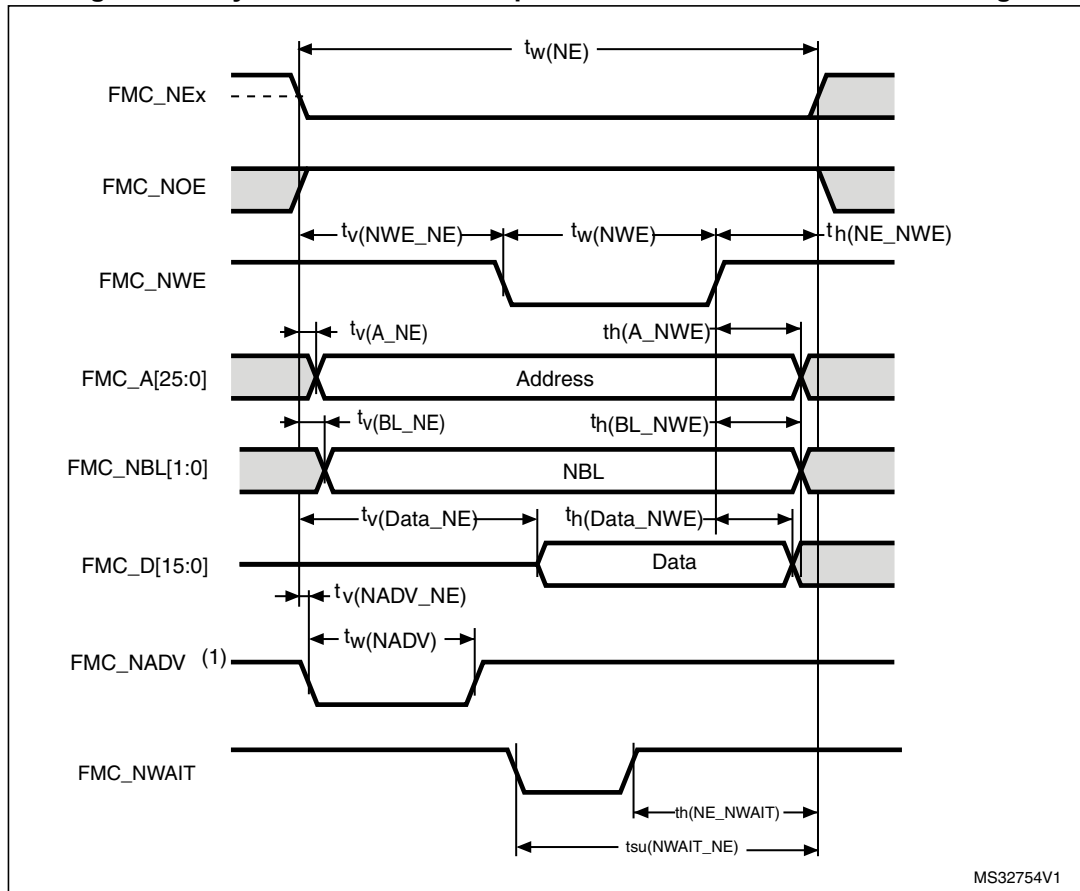 tw(NE)
FMC_NEx
FMC_NOE
tv(NWE_NE) tw(NWE) th(NE_NWE)
FMC_NWE
tv(A_NE) th(A_NWE)
FMC_A[25:0] Address
tv(BL_NE) th(BL_NWE)
FMC_NBL[1:0] NBL
tv(Data_NE) th(Data_NWE)
FMC_D[15:0] Data
tv(NADV_NE)
tw(NADV)
FMC_NADV (1)
FMC_NWAIT
th(NE_NWAIT)
tsu(NWAIT_NE)
MS32754V1